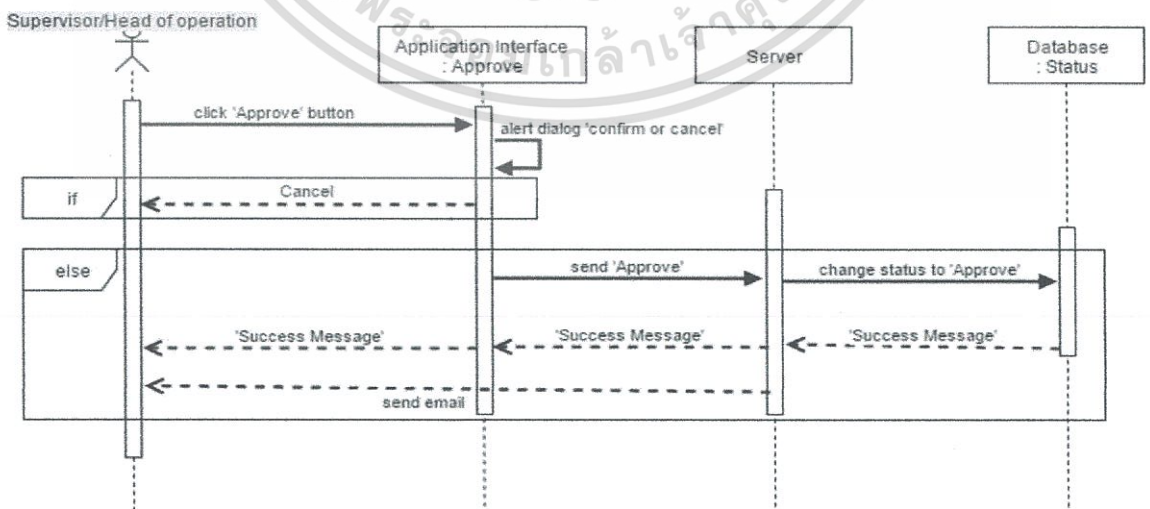 Supervisor/Head of operation
Application Interface
: Approve
Server
Database
: Status
click 'Approve' button
alert dialog 'confirm or cancel'
if
Cancel
else
send 'Approve'
change status to 'Approve'
'Success Message'
'Success Message'
'Success Message'
send email